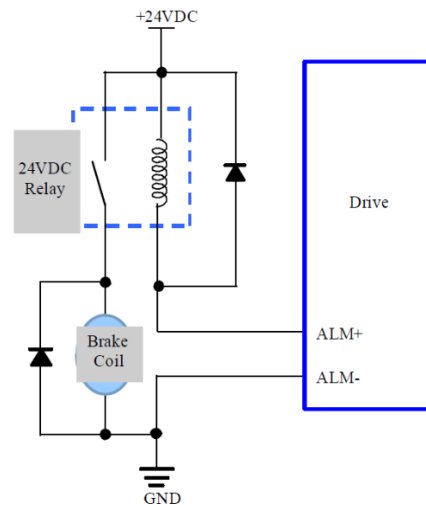 +24VDC
24VDC
Relay
Drive
ALM+
Brake
Coil
ALM-
GND